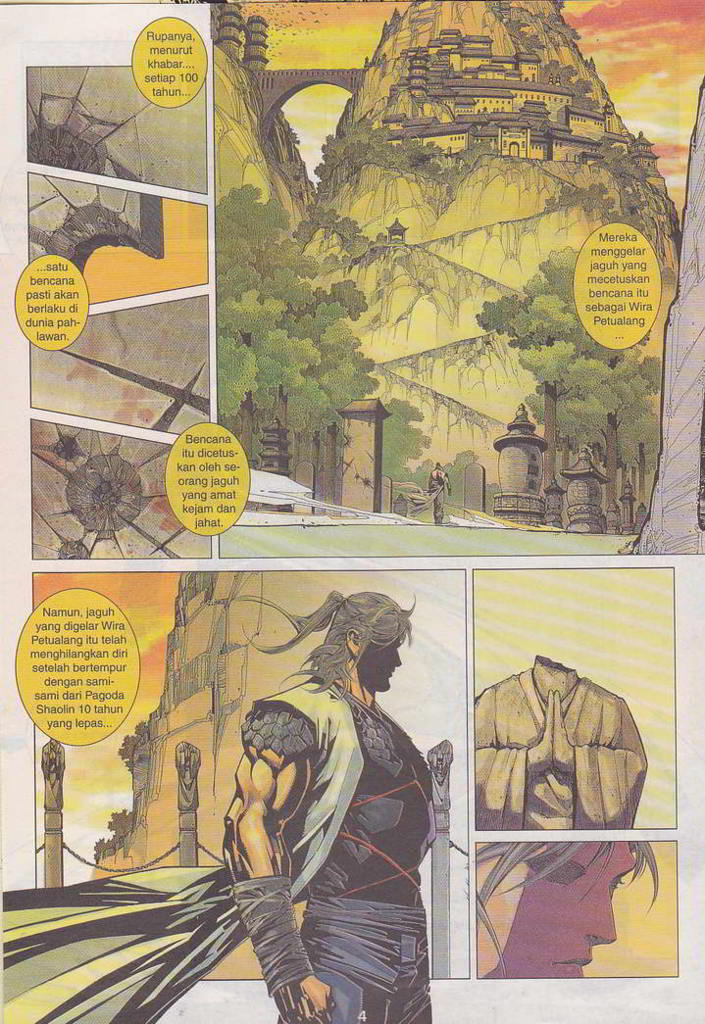 Rupanya,
menurut
khabar....
setiap 100
tahun...
...satu
bencana
pasti akan
berlaku di
dunia pah-
lawan.
Bencana
itu dicetus-
kan oleh se-
orang jaguh
yang amat
kejam dan
jahat.
Mereka
menggelar
jaguh yang
mecetuskan
bencana itu
sebagai Wira
Petualang
...
Namun, jaguh
yang digelar Wira
Petualang itu telah
menghilangkan diri
setelah bertempur
dengan sami-
sami dari Pagoda
Shaolin 10 tahun
yang lepas...
4